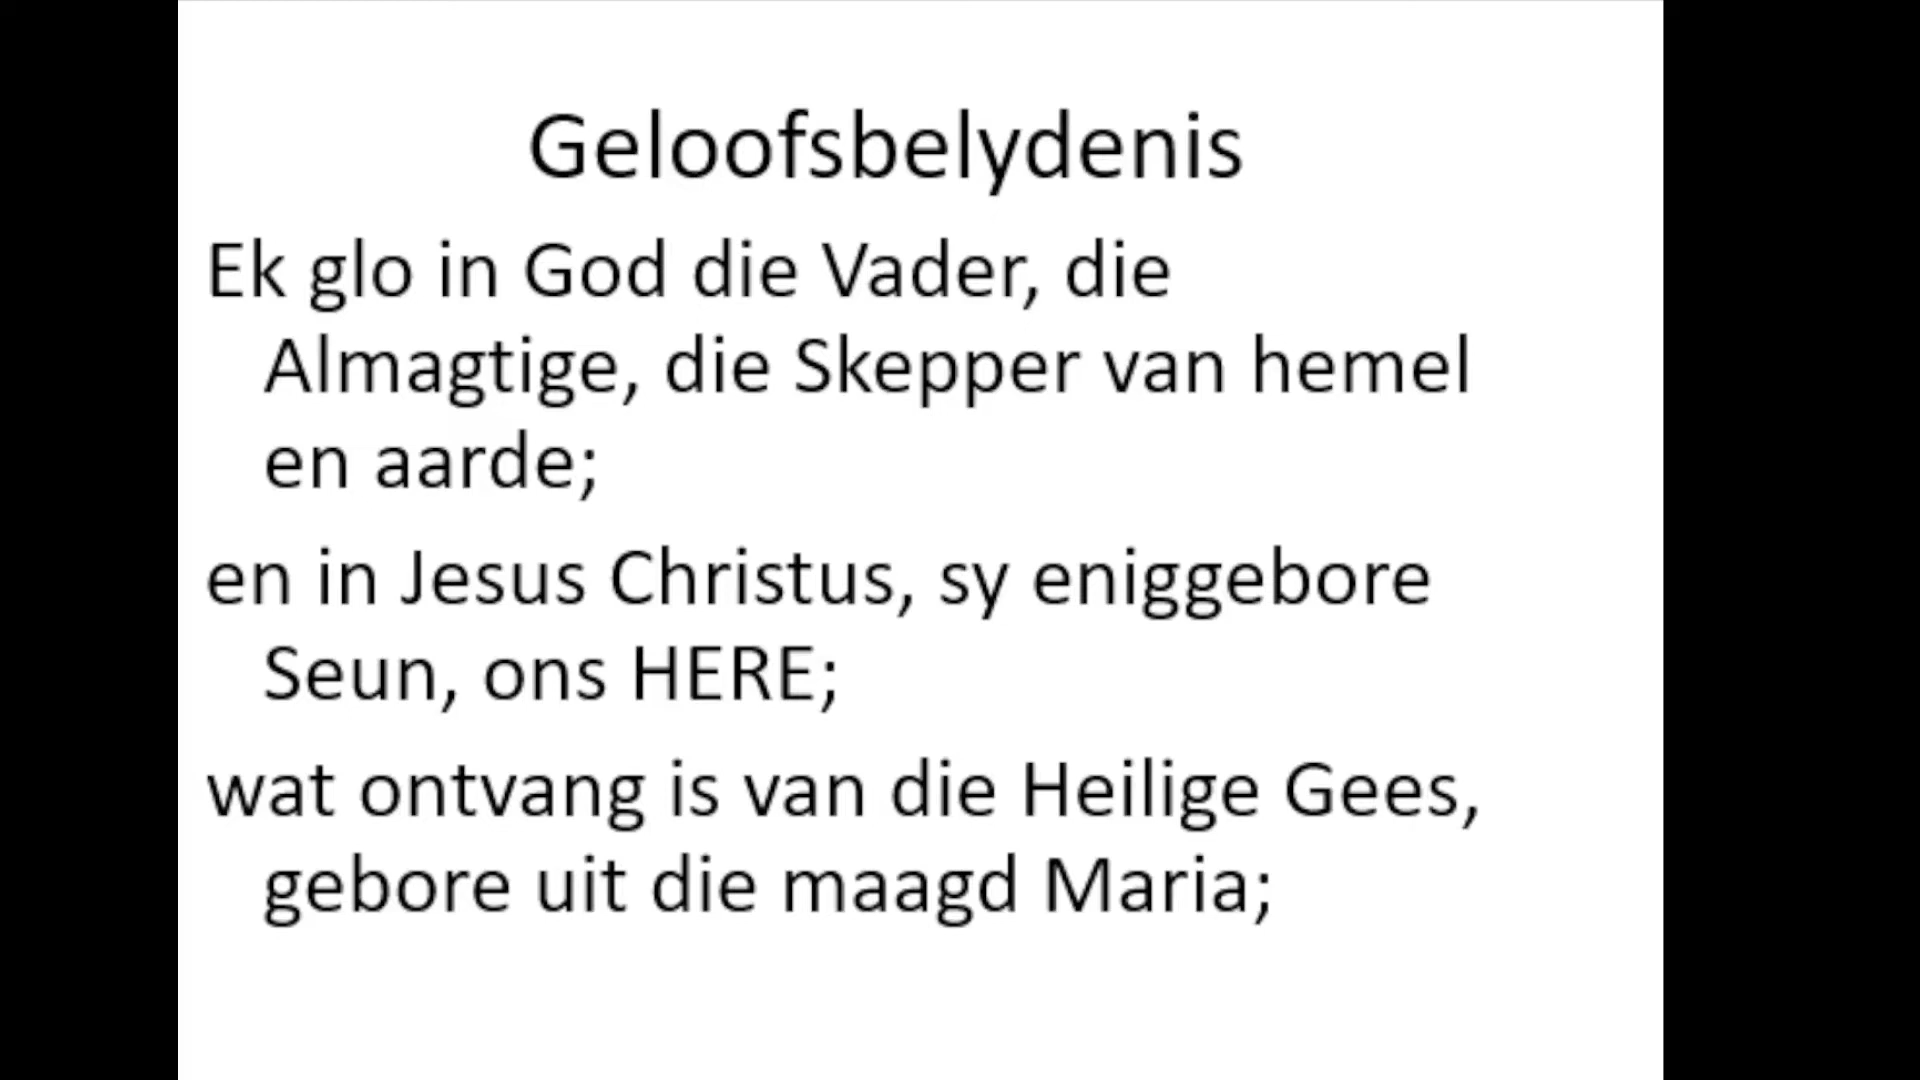 Geloofsbelydenis
Ek glo in God die Vader, die
Almagtige, die Skepper van hemel
en aarde;
en in Jesus Christus, sy eniggebore
Seun, ons HERE;
wat ontvang is van die Heilige Gees,
gebore uit die maagd Maria;